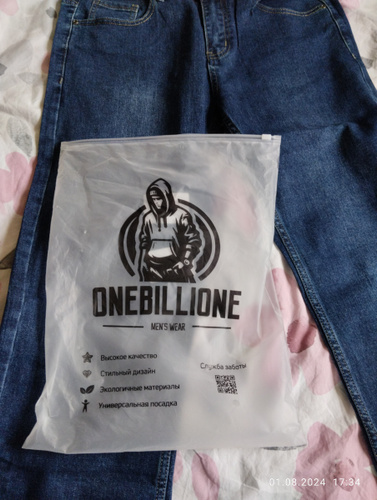 ONEBILLIONE
MEN'S WEAR
Высокое качество
Стильный дизайн
Экологичные материалы
Универсальная посадка
Служба заботы
01.08.2024 17:34